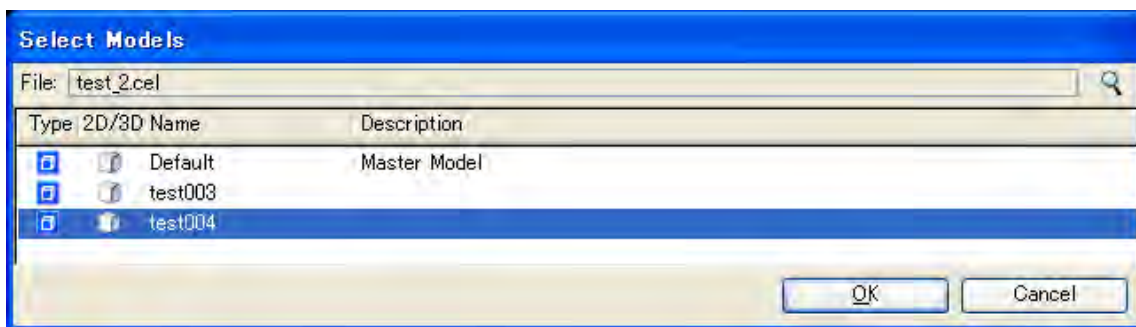 Select Models
File: test_2.cel
Type 2D/3D Name Description
Default Master Model
test003
test004
OK Cancel